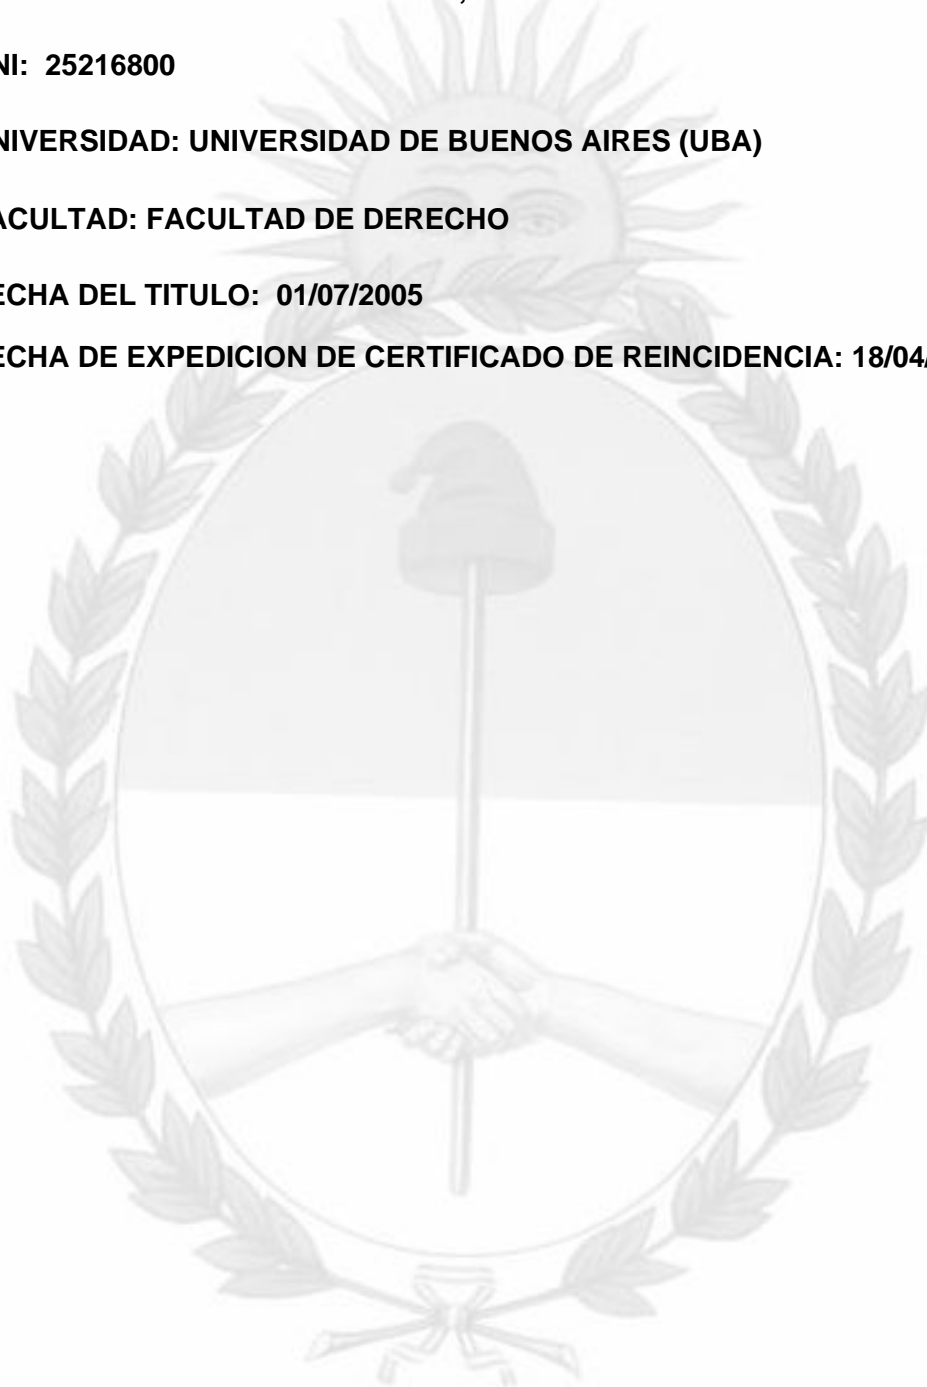 NI: 25216800
NIVERSIDAD: UNIVERSIDAD DE BUENOS AIRES (UBA)
ACULTAD: FACULTAD DE DERECHO
ECHA DEL TITULO: 01/07/2005
ECHA DE EXPEDICION DE CERTIFICADO DE REINCIDENCIA: 18/04/